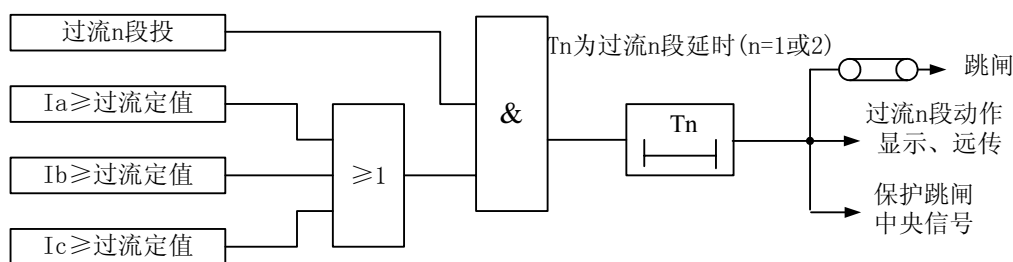 过流n段投
Ia≥过流定值
Ib≥过流定值
Ic≥过流定值
≥1
&
Tn为过流n段延时(n=1或2)
Tn
跳闸
过流n段动作
显示、远传
保护跳闸
中央信号